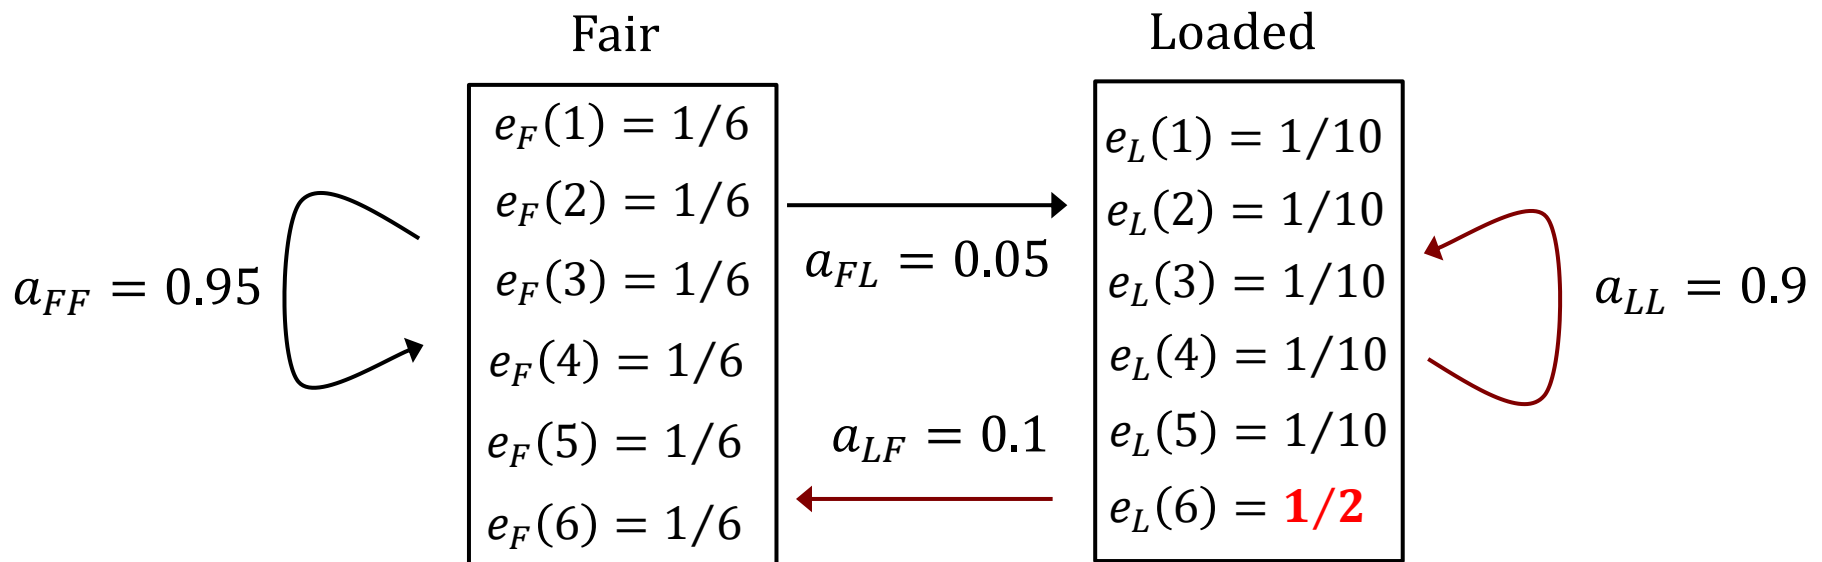 Fair
e_F(1) = 1/6
e_F(2) = 1/6
e_F(3) = 1/6
e_F(4) = 1/6
e_F(5) = 1/6
e_F(6) = 1/6
a_FF = 0.95
a_FL = 0.05
a_LF = 0.1
Loaded
e_L(1) = 1/10
e_L(2) = 1/10
e_L(3) = 1/10
e_L(4) = 1/10
e_L(5) = 1/10
e_L(6) = 1/2
a_LL = 0.9